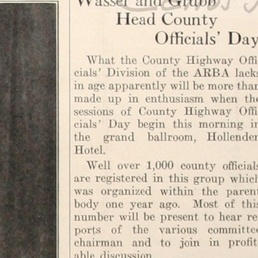 Wasser and Grubb
Head County
Officials' Day
What the County Highway Offi
cials' Division of the ARBA lacks
in age apparently will be more than
made up in enthusiasm when the
sessions of County Highway Offi
cials' Day begin this morning in
the grand ballroom, Hollender
Hotel.
Well over 1,000 county officials
are registered in this group which
was organized within the parent
body one year ago. Most of this
number will be present to hear re
ports of the various committee
chairman and to join in profit
able discussion